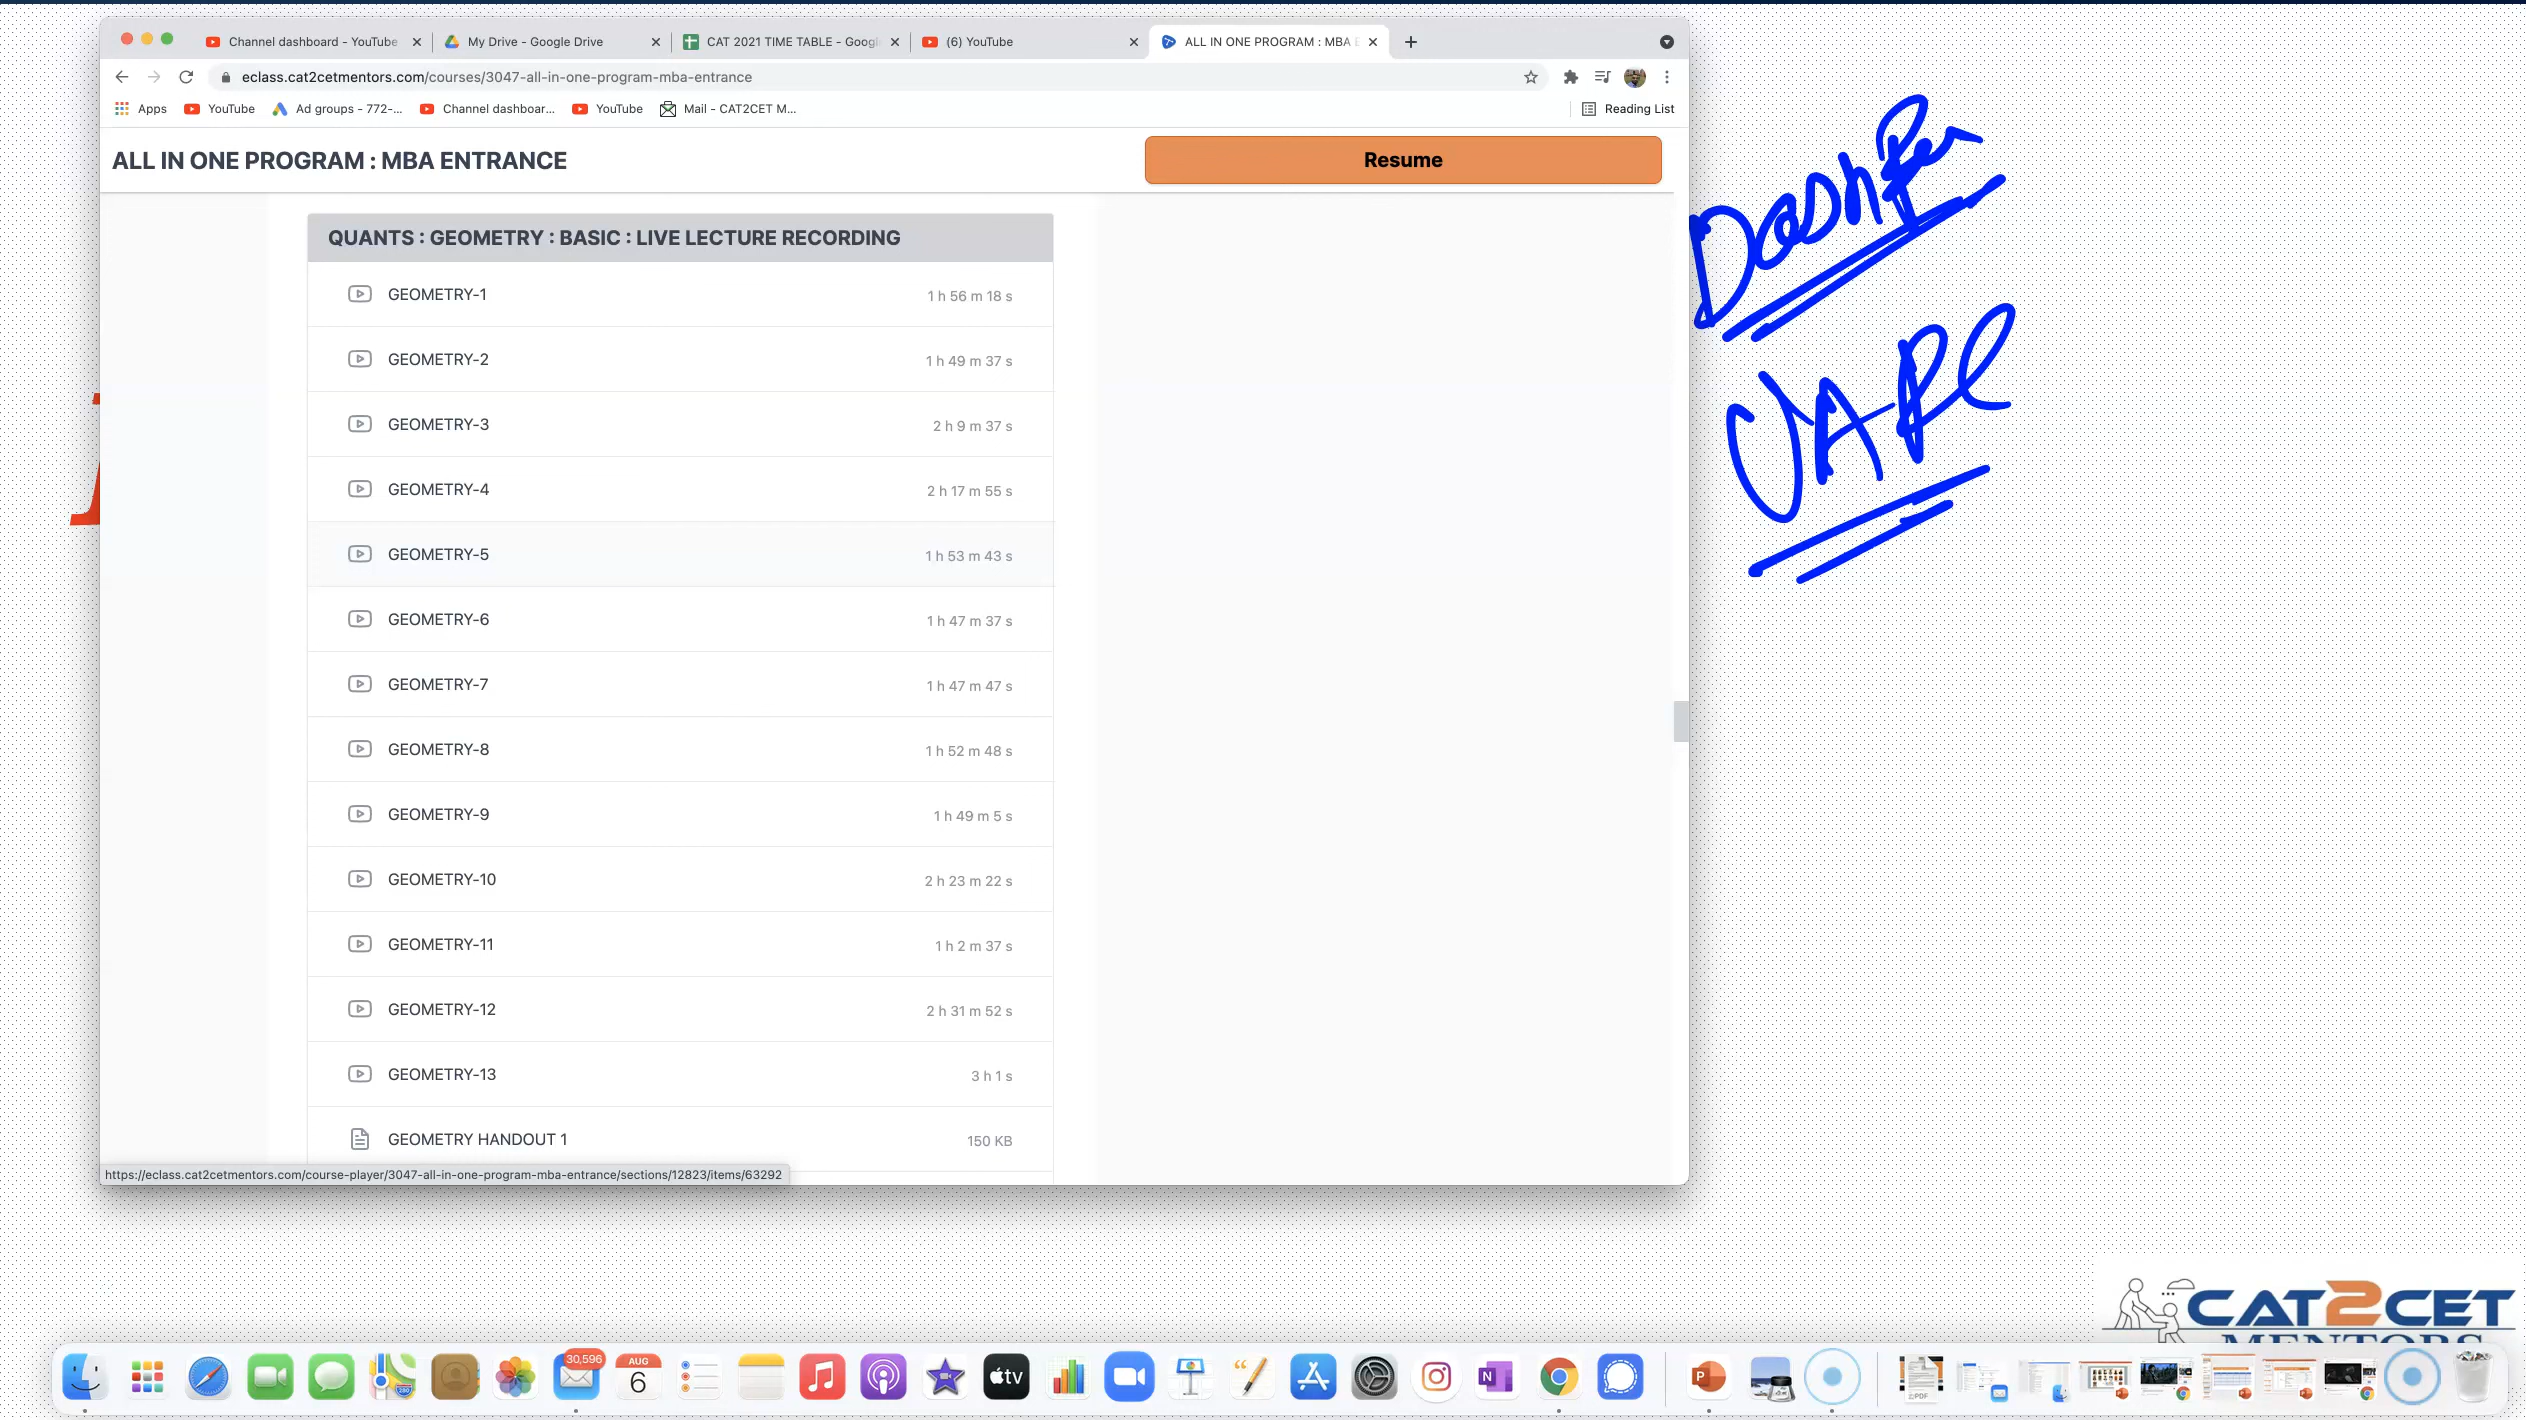 Channel dashboard - YouTube
My Drive - Google Drive
CAT 2021 TIME TABLE - Googl
(6) YouTube
ALL IN ONE PROGRAM : MBA E
eclass.cat2cetmentors.com/courses/3047-all-in-one-program-mba-entrance
Apps YouTube Ad groups - 772-... Channel dashboar... YouTube Mail - CAT2CET M... Reading List
ALL IN ONE PROGRAM : MBA ENTRANCE
Resume
QUANTS : GEOMETRY : BASIC : LIVE LECTURE RECORDING
GEOMETRY-1 1 h 56 m 18 s
GEOMETRY-2 1 h 49 m 37 s
GEOMETRY-3 2 h 9 m 37 s
GEOMETRY-4 2 h 17 m 55 s
GEOMETRY-5 1 h 53 m 43 s
GEOMETRY-6 1 h 47 m 37 s
GEOMETRY-7 1 h 47 m 47 s
GEOMETRY-8 1 h 52 m 48 s
GEOMETRY-9 1 h 49 m 5 s
GEOMETRY-10 2 h 23 m 22 s
GEOMETRY-11 1 h 2 m 37 s
GEOMETRY-12 2 h 31 m 52 s
GEOMETRY-13 3 h 1 s
GEOMETRY HANDOUT 1 150 KB
https://eclass.cat2cetmentors.com/course-player/3047-all-in-one-program-mba-entrance/sections/12823/items/63292
VARC
CAT2CET
MENTORS
30,596
AUG
6
280
tv
N
P
PDF